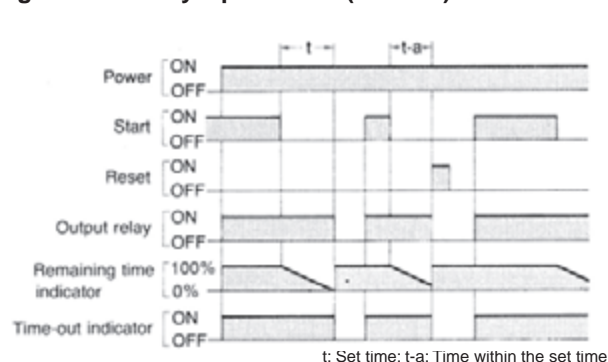 t
t-a
Power
ON
OFF
Start
ON
OFF
Reset
ON
OFF
Output relay
ON
OFF
Remaining time
indicator
100%
0%
Time-out indicator
ON
OFF
t: Set time; t-a: Time within the set time